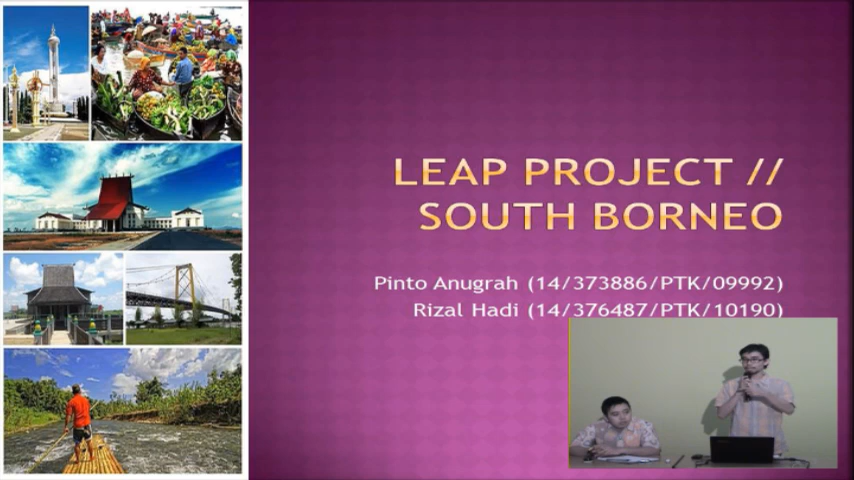 LEAP PROJECT //
SOUTH BORNEO
Pinto Anugrah (14/373886/PTK/09992)
Rizal Hadi (14/376487/PTK/10190)